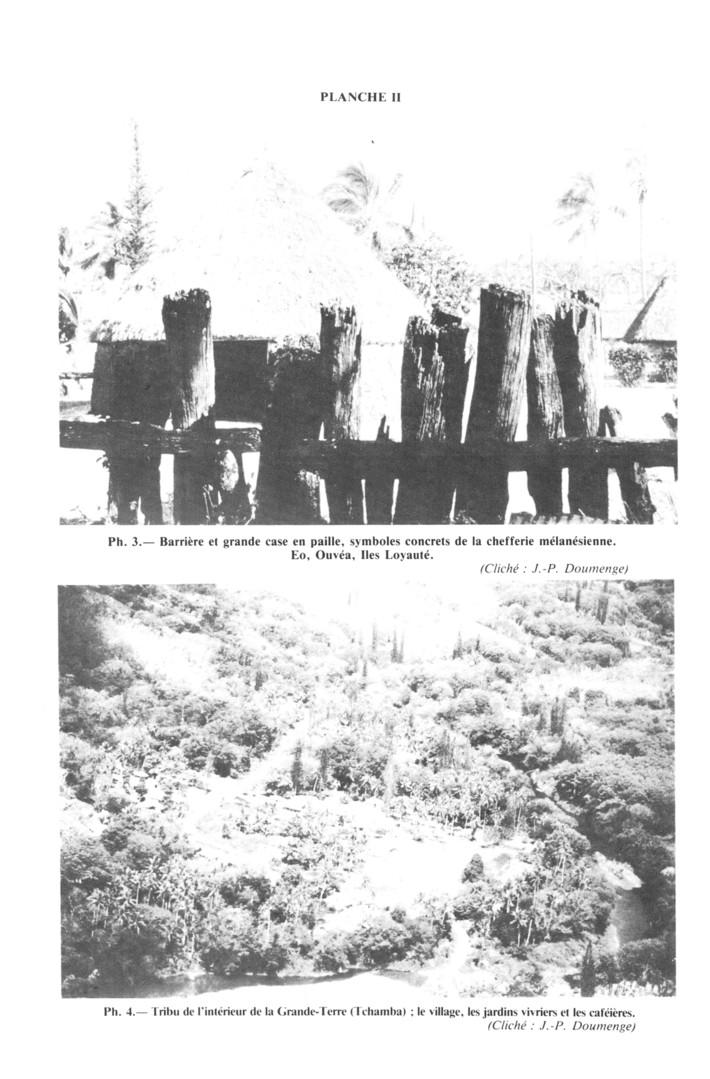 PLANCHE II
Ph. 3.— Barrière et grande case en paille, symboles concrets de la chefferie mélanésienne.
Eo, Ouvéa, Iles Loyauté.
(Cliché : J.-P. Doumenge)
Ph. 4.— Tribu de l'intérieur de la Grande-Terre (Tchamba) ; le village, les jardins vivriers et les caféières.
(Cliché : J.-P. Doumenge)